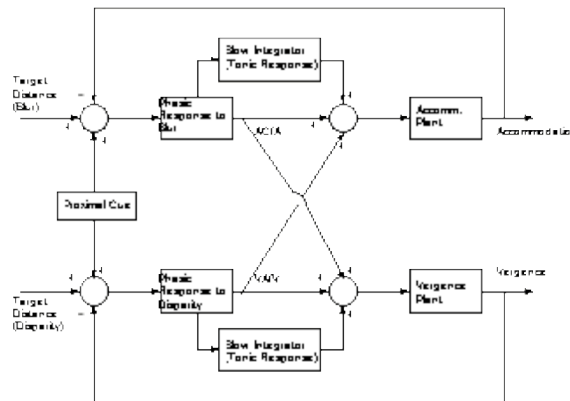 Slow Integrator
(Tonic Response)
Target
Distance
(Blur)
Phasic
Response to
Blur
Accomm.
Plant
Accommodatio
Proximal Cue
Vergence
Target
Distance
(Disparity)
Phasic
Response to
Disparity
Vergence
Plant
Slow Integrator
(Tonic Response)